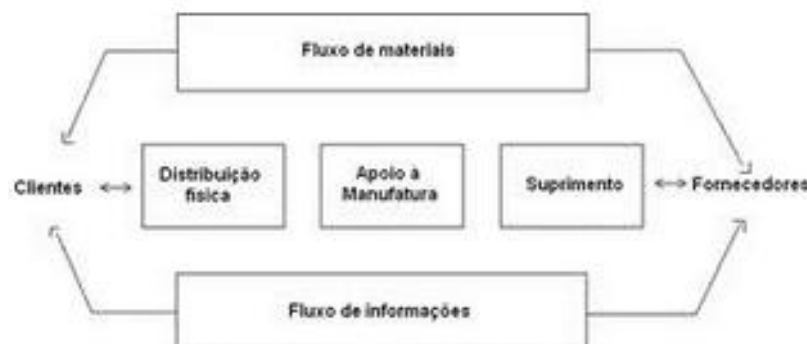 Fluxo de materiais
Clientes
Distribuição
física
Apoio à
Manufatura
Suprimento
Fornecedores
Fluxo de informações